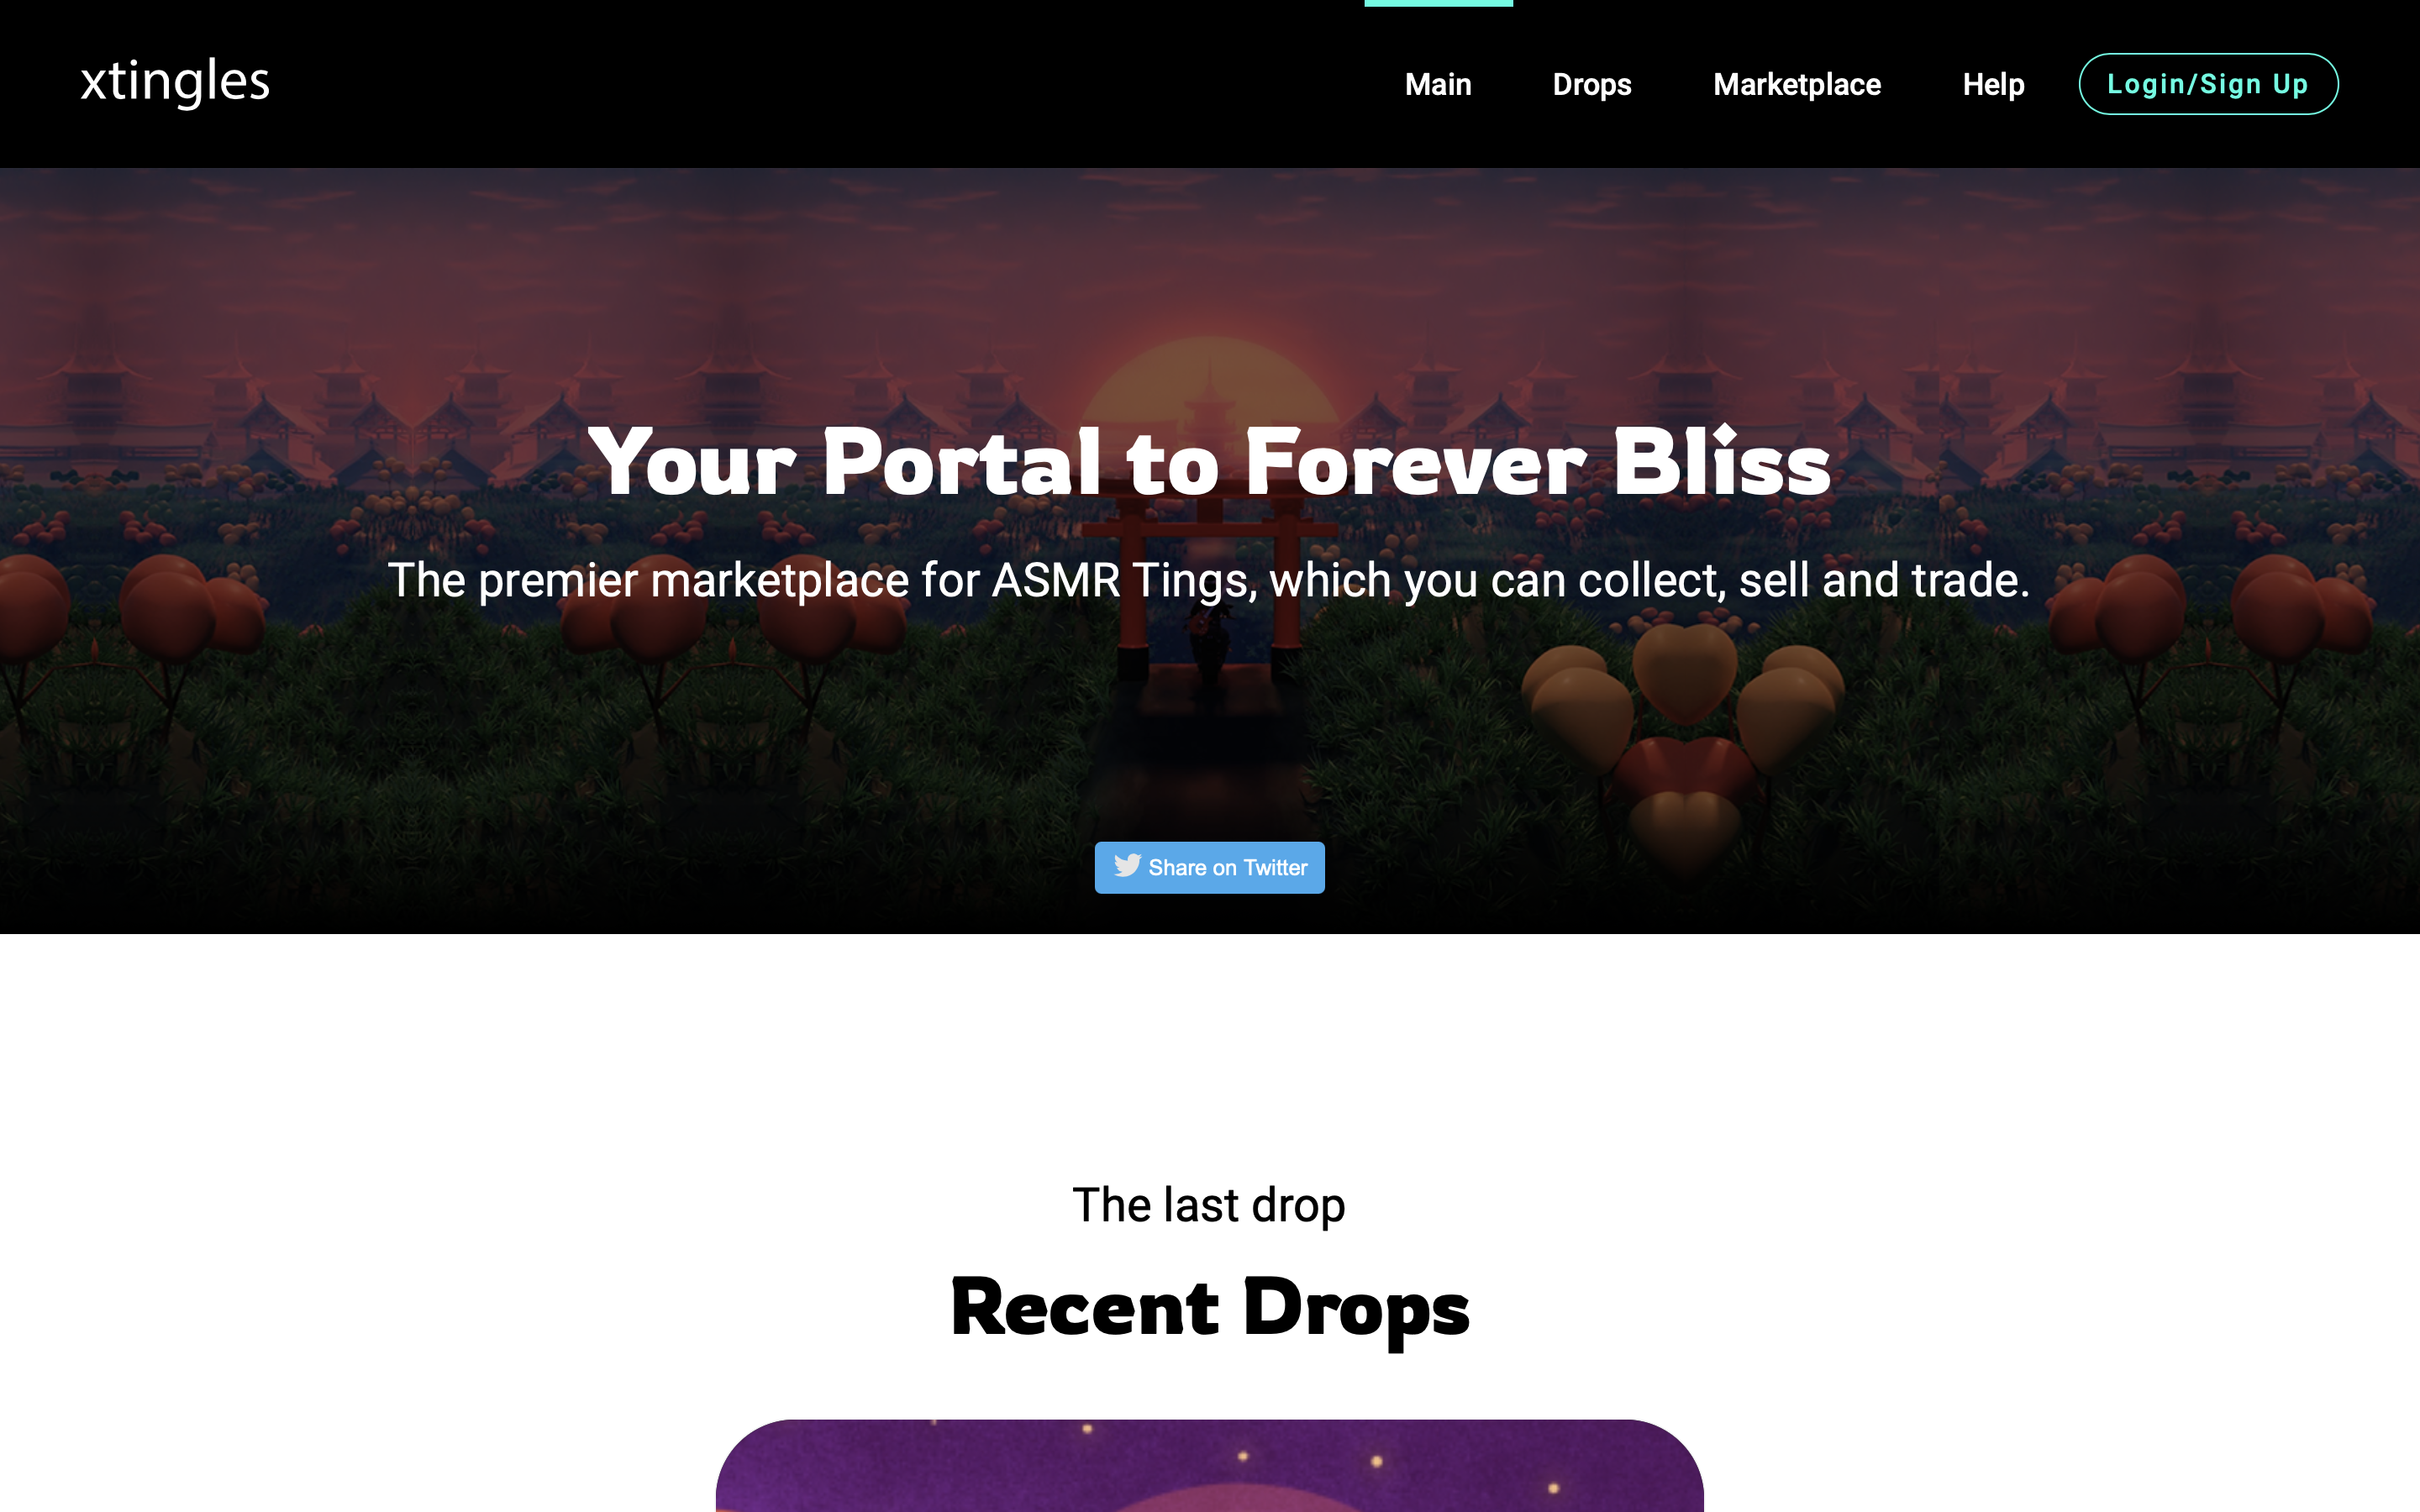 xtingles
Main
Drops
Marketplace
Help
Login/Sign Up
Your Portal to Forever Bliss
The premier marketplace for ASMR Tings, which you can collect, sell and trade.
Share on Twitter
The last drop
Recent Drops